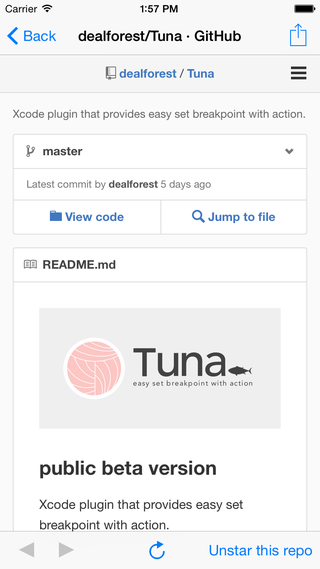 Carrier 1:57 PM
Back dealforest/Tuna · GitHub
dealforest / Tuna
Xcode plugin that provides easy set breakpoint with action.
master
Latest commit by dealforest 5 days ago
View code Jump to file
README.md
Tuna
easy set breakpoint with action
public beta version
Xcode plugin that provides easy set
breakpoint with action.
Unstar this repo